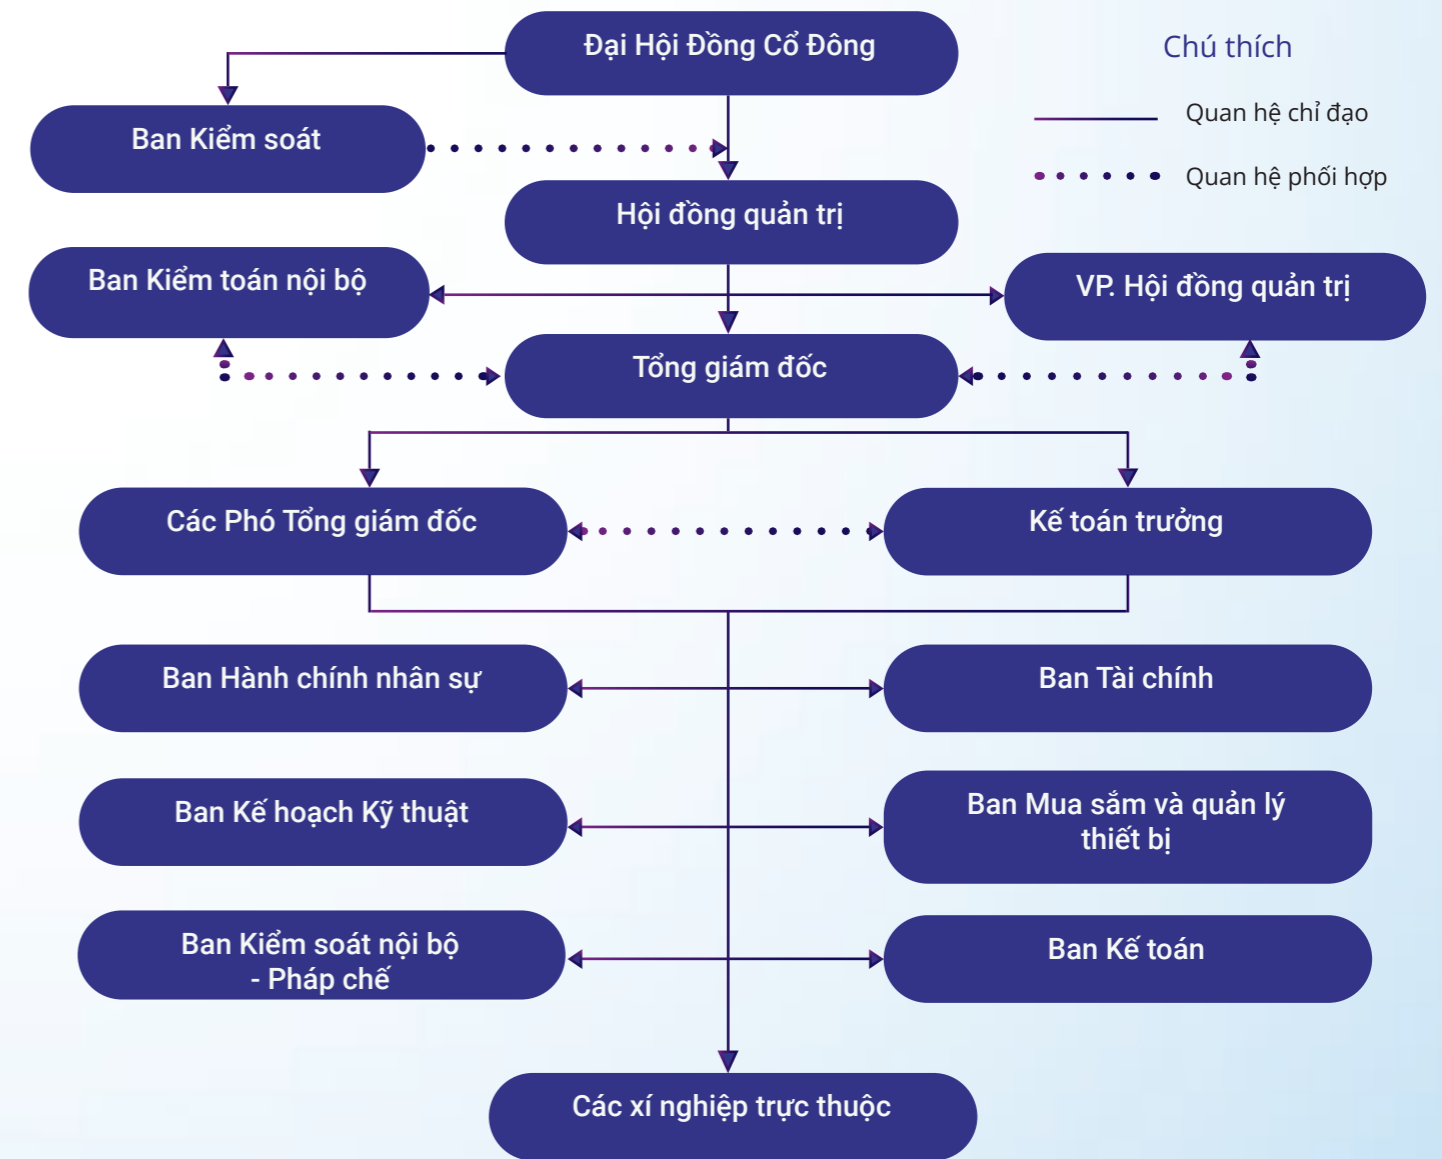 Đại Hội Đồng Cổ Đông
Chú thích
Quan hệ chỉ đạo
Ban Kiểm soát
Quan hệ phối hợp
Hội đồng quản trị
Ban Kiểm toán nội bộ
VP. Hội đồng quản trị
Tổng giám đốc
Các Phó Tổng giám đốc
Kế toán trưởng
Ban Hành chính nhân sự
Ban Tài chính
Ban Kế hoạch Kỹ thuật
Ban Mua sắm và quản lý
thiết bị
Ban Kiểm soát nội bộ
- Pháp chế
Ban Kế toán
Các xí nghiệp trực thuộc